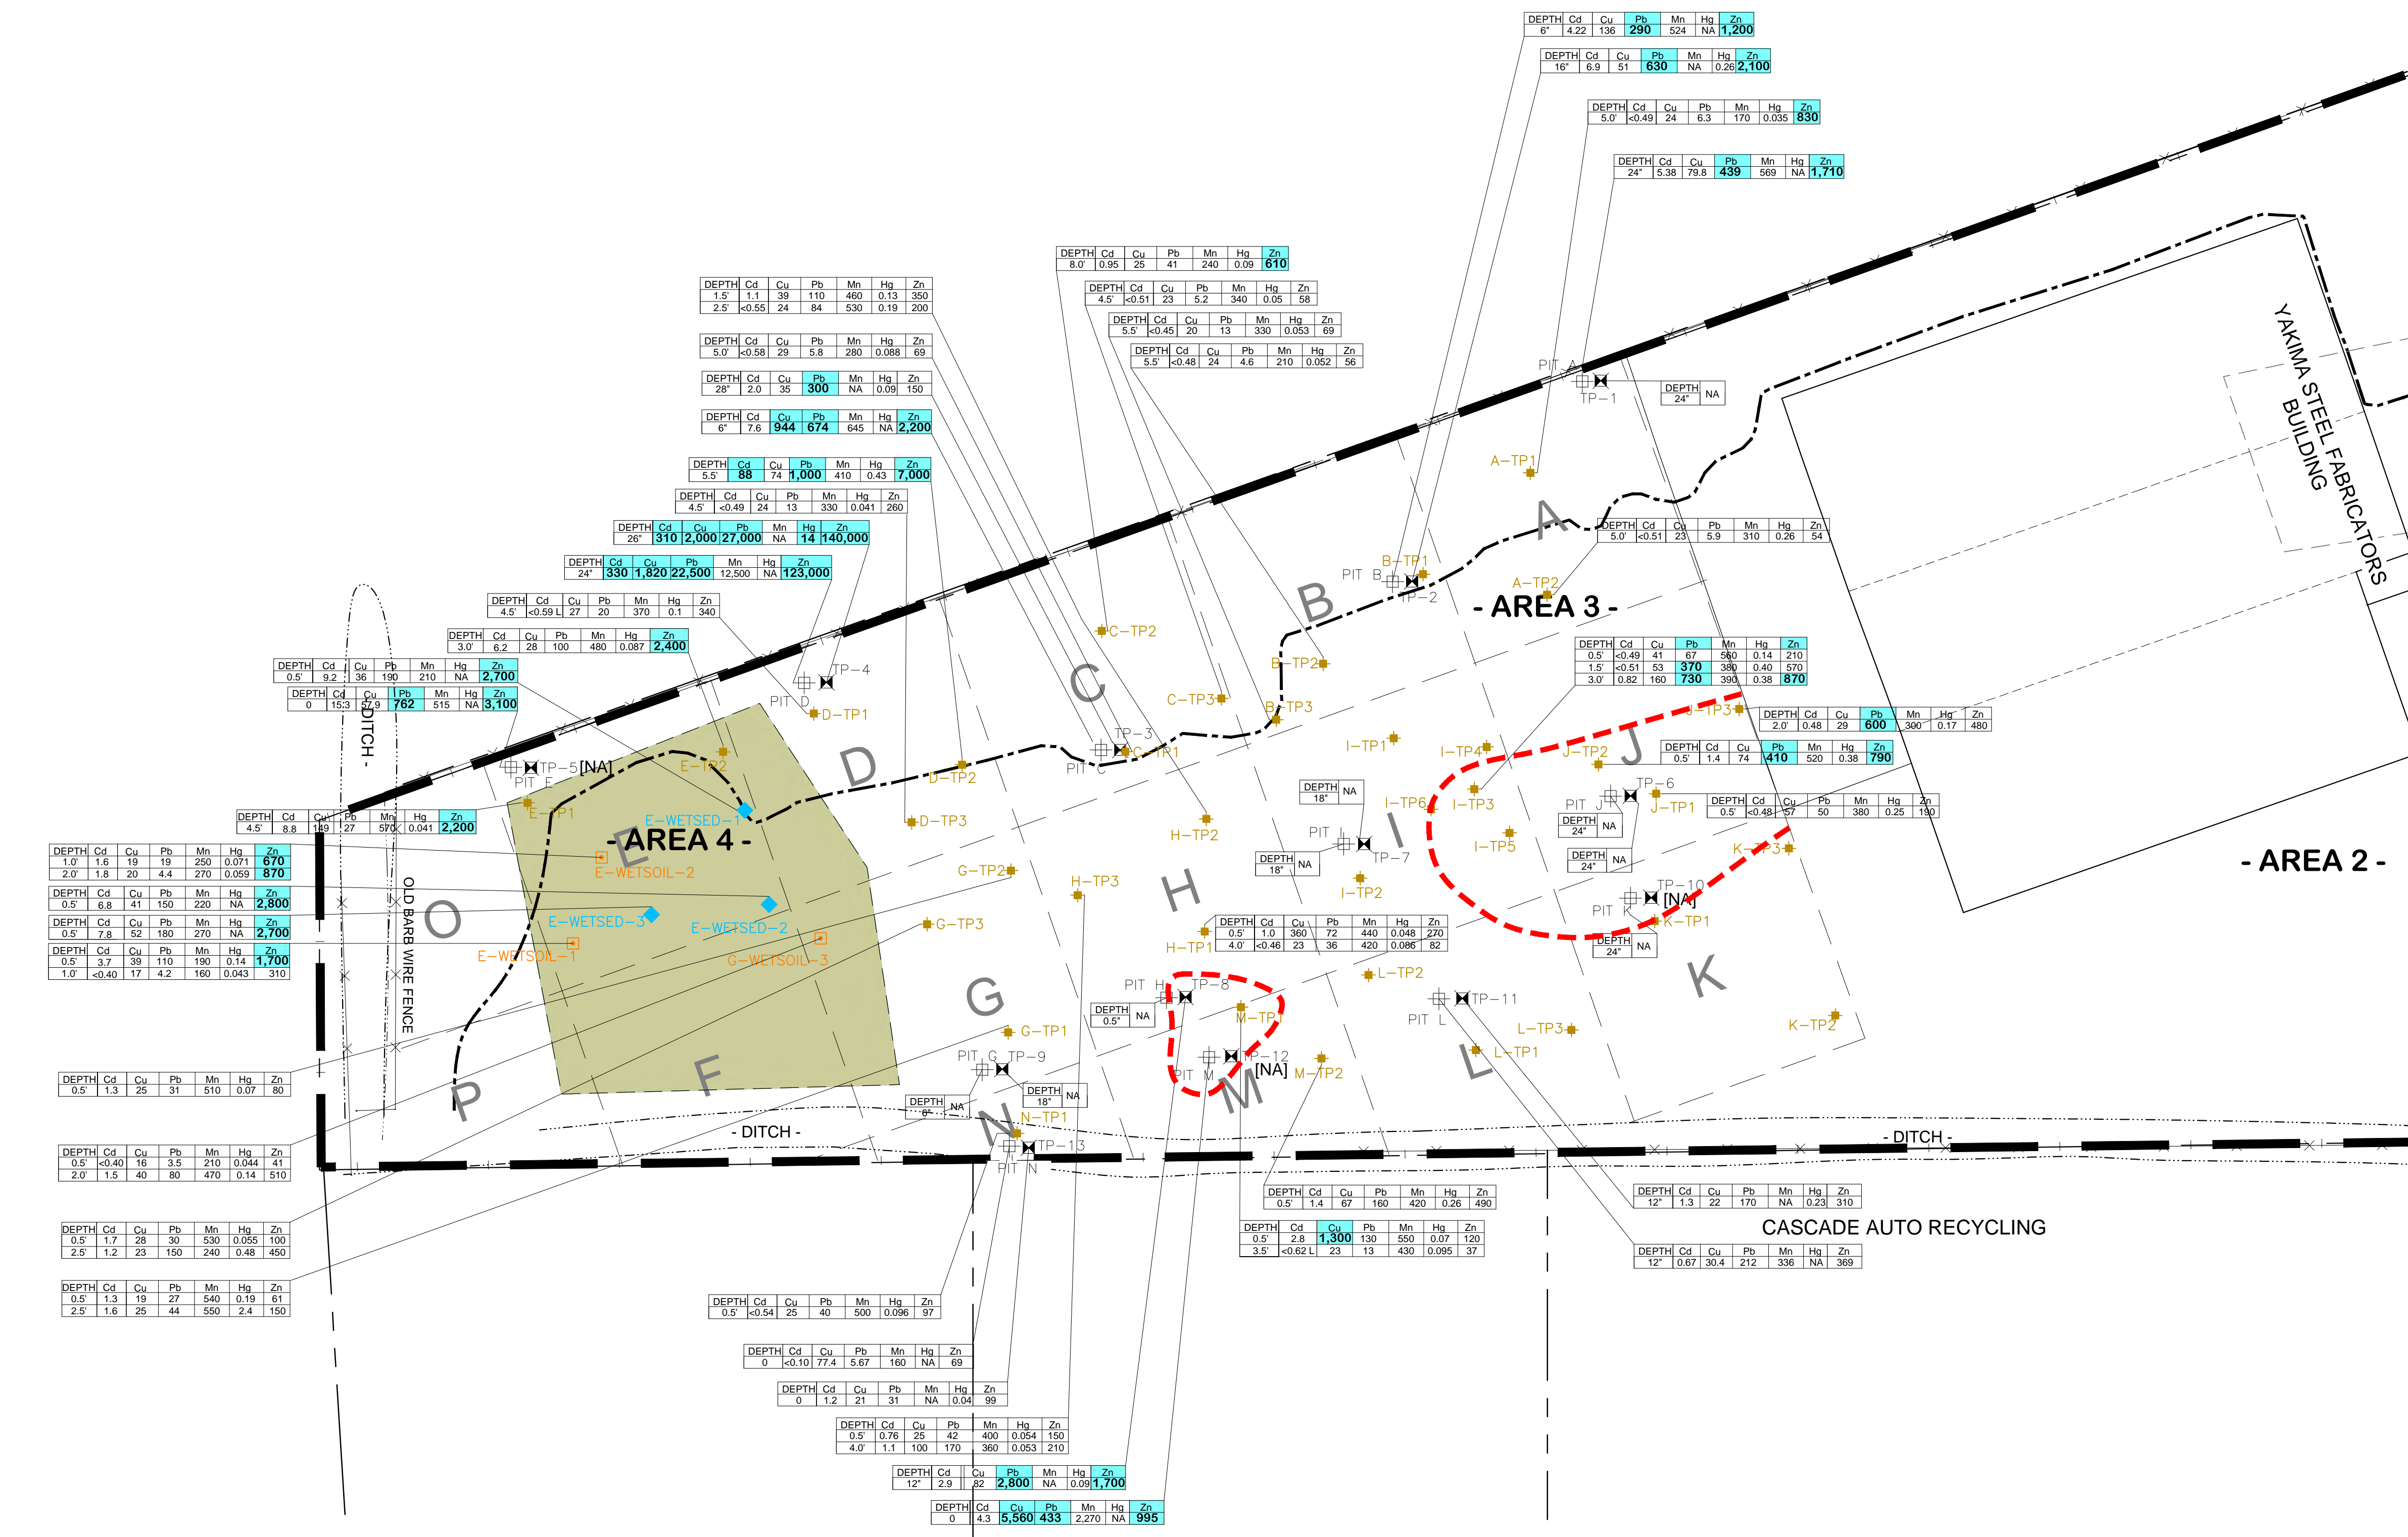 DEPTH Cd Cu Pb Mn Hg Zn
6" 4.22 136 290 524 NA 1,200
DEPTH Cd Cu Pb Mn Hg Zn
16" 6.9 51 630 NA 0.26 2,100
DEPTH Cd Cu Pb Mn Hg Zn
5.0' <0.49 24 6.3 170 0.035 830
DEPTH Cd Cu Pb Mn Hg Zn
24" 5.38 79.8 439 569 NA 1,710
DEPTH Cd Cu Pb Mn Hg Zn
8.0' 0.95 25 41 240 0.09 610
DEPTH Cd Cu Pb Mn Hg Zn
4.5' <0.51 23 5.2 340 0.05 58
DEPTH Cd Cu Pb Mn Hg Zn
5.5' <0.45 20 13 330 0.053 69
DEPTH Cd Cu Pb Mn Hg Zn
5.5' <0.48 24 4.6 210 0.052 56
DEPTH Cd Cu Pb Mn Hg Zn
1.5' 1.1 39 110 460 0.13 350
2.5' <0.55 24 84 530 0.19 200
DEPTH Cd Cu Pb Mn Hg Zn
5.0' <0.58 29 5.8 280 0.088 69
DEPTH Cd Cu Pb Mn Hg Zn
28" 2.0 35 300 NA 0.09 150
DEPTH Cd Cu Pb Mn Hg Zn
6" 7.6 944 674 645 NA 2,200
DEPTH Cd Cu Pb Mn Hg Zn
5.5' 88 74 1,000 410 0.43 7,000
DEPTH Cd Cu Pb Mn Hg Zn
4.5' <0.49 24 13 330 0.041 260
DEPTH Cd Cu Pb Mn Hg Zn
26" 310 2,000 27,000 NA 14 140,000
DEPTH Cd Cu Pb Mn Hg Zn
24" 330 1,820 22,500 12,500 NA 123,000
DEPTH Cd Cu Pb Mn Hg Zn
4.5' <0.59 L 27 20 370 0.1 340
DEPTH Cd Cu Pb Mn Hg Zn
3.0' 6.2 28 100 480 0.087 2,400
DEPTH Cd Cu Pb Mn Hg Zn
0.5' 9.2 36 190 210 NA 2,700
DEPTH Cd Cu Pb Mn Hg Zn
0 15.3 57.9 762 515 NA 3,100
DEPTH Cd Cu Pb Mn Hg Zn
4.5' 8.8 149 27 570 0.041 2,200
DEPTH Cd Cu Pb Mn Hg Zn
1.0' 1.6 19 19 250 0.071 670
2.0' 1.8 20 4.4 270 0.059 870
DEPTH Cd Cu Pb Mn Hg Zn
0.5' 6.8 41 150 220 NA 2,800
DEPTH Cd Cu Pb Mn Hg Zn
0.5' 7.8 52 180 270 NA 2,700
DEPTH Cd Cu Pb Mn Hg Zn
0.5' 3.7 39 110 190 0.14 1,700
1.0' <0.40 17 4.2 160 0.043 310
DEPTH Cd Cu Pb Mn Hg Zn
0.5' 1.3 25 31 510 0.07 80
DEPTH Cd Cu Pb Mn Hg Zn
0.5' <0.40 16 3.5 210 0.044 41
2.0' 1.5 40 80 470 0.14 510
DEPTH Cd Cu Pb Mn Hg Zn
0.5' 1.7 28 30 530 0.055 100
2.5' 1.2 23 150 240 0.48 450
DEPTH Cd Cu Pb Mn Hg Zn
0.5' 1.3 19 27 540 0.19 61
2.5' 1.6 25 44 550 2.4 150
DEPTH Cd Cu Pb Mn Hg Zn
0.5' <0.54 25 40 500 0.096 97
DEPTH Cd Cu Pb Mn Hg Zn
0 <0.10 77.4 5.67 160 NA 69
DEPTH Cd Cu Pb Mn Hg Zn
0 1.2 21 31 NA 0.04 99
DEPTH Cd Cu Pb Mn Hg Zn
0.5' 0.76 25 42 400 0.054 150
4.0' 1.1 100 170 360 0.053 210
DEPTH Cd Cu Pb Mn Hg Zn
12" 2.9 82 2,800 NA 0.09 1,700
DEPTH Cd Cu Pb Mn Hg Zn
0 4.3 5,560 433 2,270 NA 995
DEPTH Cd Cu Pb Mn Hg Zn
0.5' 1.4 67 160 420 0.26 490
DEPTH Cd Cu Pb Mn Hg Zn
0.5' 2.8 1,300 130 550 0.07 120
3.5' <0.62 L 23 13 430 0.095 37
DEPTH Cd Cu Pb Mn Hg Zn
12" 1.3 22 170 NA 0.23 310
CASCADE AUTO RECYCLING
DEPTH Cd Cu Pb Mn Hg Zn
12" 0.67 30.4 212 336 NA 369
DEPTH Cd Cu Pb Mn Hg Zn
5.0' <0.51 23 5.9 310 0.26 54
DEPTH Cd Cu Pb Mn Hg Zn
0.5' <0.49 41 67 560 0.14 210
1.5' <0.51 53 370 380 0.40 570
3.0' 0.82 160 730 390 0.38 870
DEPTH Cd Cu Pb Mn Hg Zn
2.0' 0.48 29 600 300 0.17 480
DEPTH Cd Cu Pb Mn Hg Zn
0.5' 1.4 74 410 520 0.38 790
DEPTH Cd Cu Pb Mn Hg Zn
0.5' <0.48 57 50 380 0.25 190
DEPTH Cd Cu Pb Mn Hg Zn
0.5' 1.0 360 72 440 0.048 270
4.0' <0.46 23 36 420 0.086 82
YAKIMA STEEL FABRICATORS
BUILDING
PIT A
TP-1
DEPTH NA
24"
A-TP1
A
B-TP1
PIT B
TP-2
A-TP2
- AREA 3 -
B
B-TP2
B-TP3
C-TP2
C
C-TP3
TP-3
C-TP1
PIT C
TP-4
PIT D
D-TP1
D
D-TP2
D-TP3
TP-5 [NA]
PIT E
E-TP2
E-TP1
E-WETSED-1
E
- AREA 4 -
E-WETSOIL-2
E-WETSED-3
E-WETSED-2
E-WETSOIL-1
G-WETSOIL-3
- DITCH -
OLD BARB WIRE FENCE
O
P
F
- DITCH -
G-TP2
G-TP3
G
G-TP1
PIT G
TP-9
DEPTH NA
6"
DEPTH NA
18"
N-TP1
N
TP-13
PIT N
H-TP2
H-TP3
H
H-TP1
PIT H
TP-8
DEPTH NA
0.5"
M-TP1
TP-12
[NA]
PIT M
M
M-TP2
I-TP1
I-TP4
I-TP6
I-TP3
I
I-TP5
DEPTH NA
18"
PIT I
TP-7
DEPTH NA
18"
I-TP2
J
J-TP3
J-TP2
TP-6
PIT J
J-TP1
DEPTH NA
24"
DEPTH NA
24"
K-TP3
TP-10
[NA]
PIT K
K-TP1
DEPTH NA
24"
K
K-TP2
L-TP2
TP-11
PIT L
L-TP3
L-TP1
L
- DITCH -
- AREA 2 -